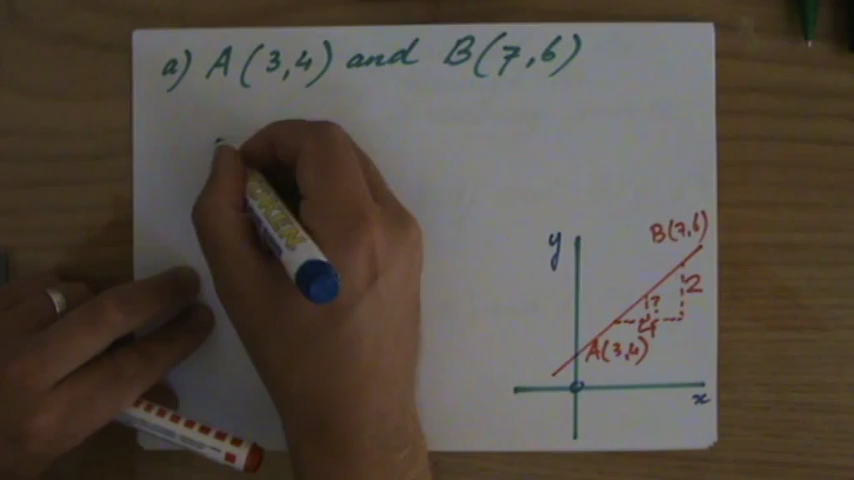 a) A(3,4) and B(7,6)
y
B(7,6)
2
?
4
A(3,4)
0
x